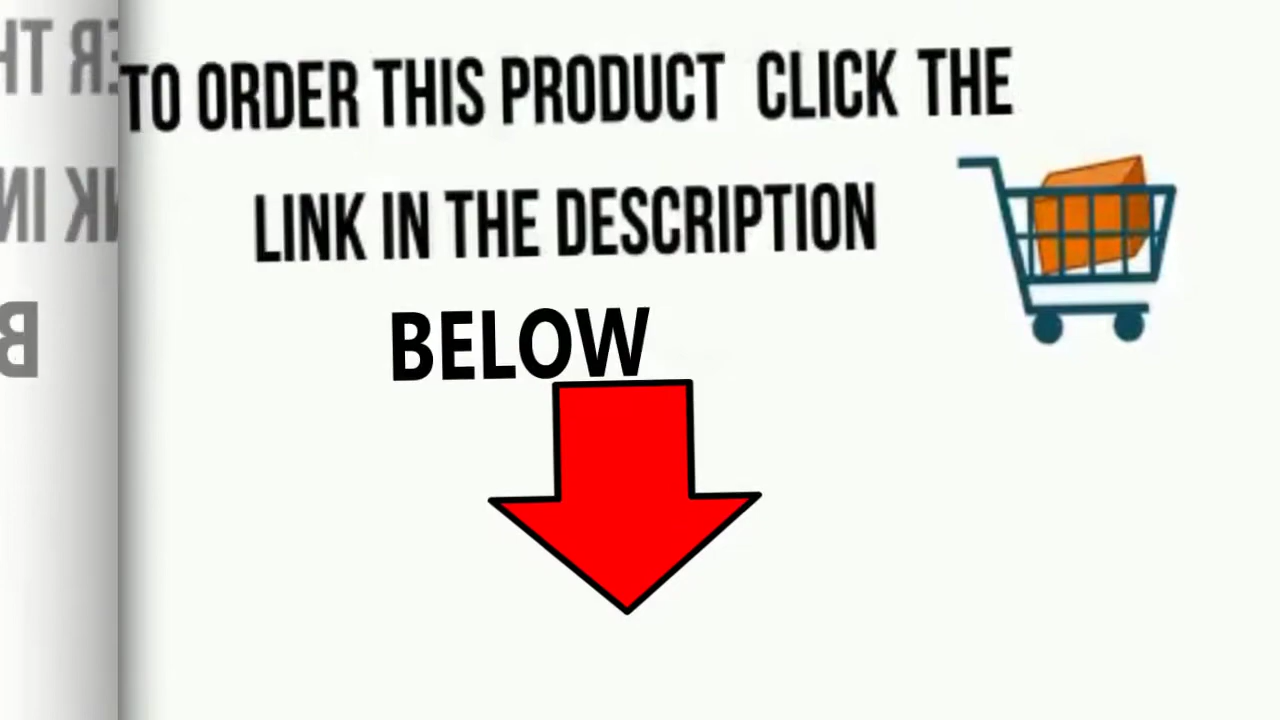 TO ORDER THIS PRODUCT CLICK THE
LINK IN THE DESCRIPTION
BELOW